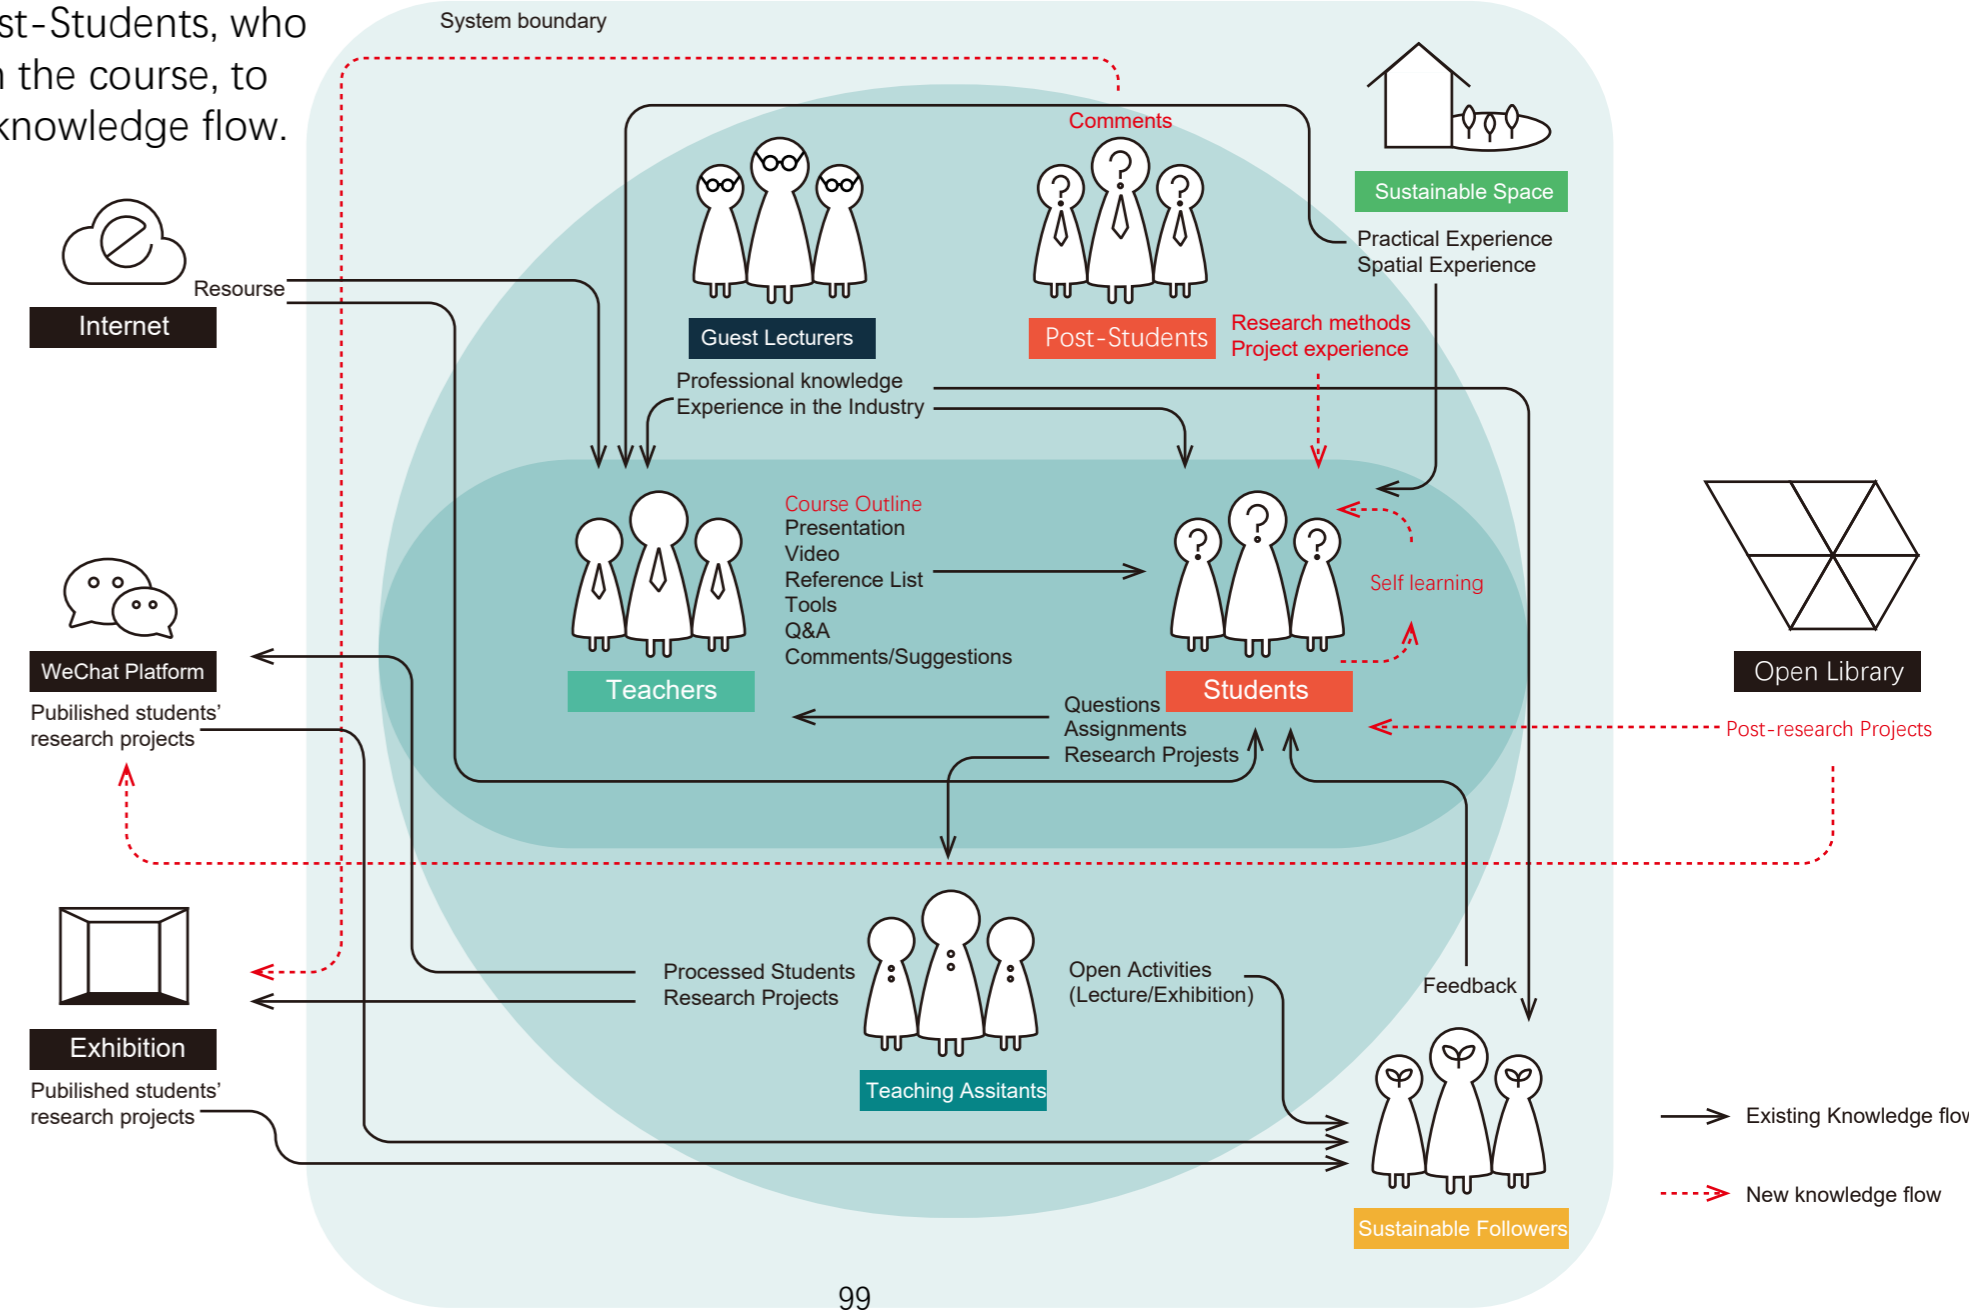 st-Students, who
n the course, to
knowledge flow.
System boundary
Comments
Sustainable Space
Practical Experience
Spatial Experience
Resourse
Internet
Guest Lecturers
Post-Students
Research methods
Project experience
Professional knowledge
Experience in the Industry
Course Outline
Presentation
Video
Reference List
Tools
Q&A
Comments/Suggestions
Self learning
Teachers
Students
WeChat Platform
Pubilished students’
research projects
Open Library
Post-research Projects
Questions
Assignments
Research Projests
Processed Students
Research Projects
Open Activities
(Lecture/Exhibition)
Feedback
Exhibition
Pubilished students’
research projects
Teaching Assitants
Sustainable Followers
Existing Knowledge flow
New knowledge flow
99